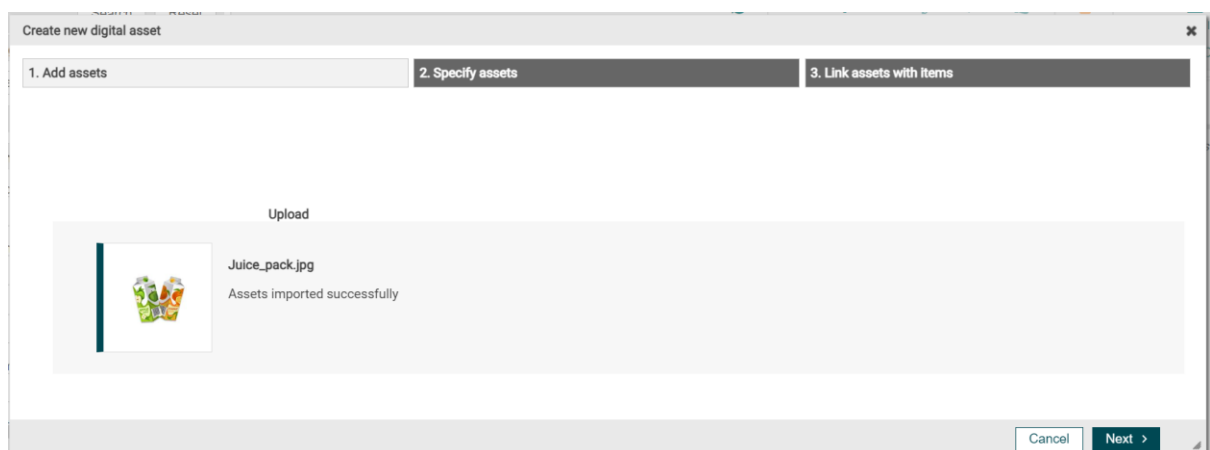 Create new digital asset
1. Add assets
2. Specify assets
3. Link assets with items
Upload
Juice_pack.jpg
Assets imported successfully
Cancel
Next